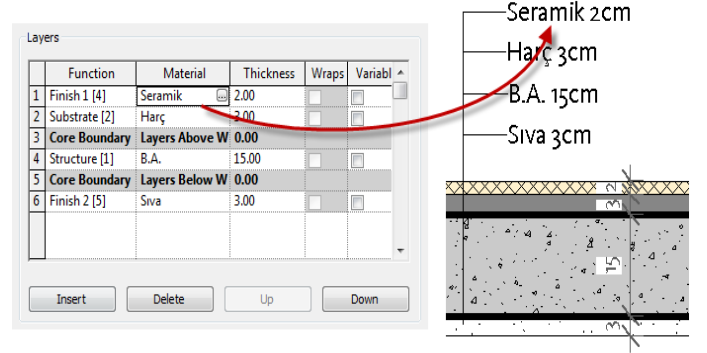 Layers
Function Material Thickness Wraps Variabl
1 Finish 1 [4] Seramik ... 2.00
2 Substrate [2] Harç 3.00
3 Core Boundary Layers Above W 0.00
4 Structure [1] B.A. 15.00
5 Core Boundary Layers Below W 0.00
6 Finish 2 [5] Sıva 3.00
Insert Delete Up Down
Seramik 2cm
Harç 3cm
B.A. 15cm
Sıva 3cm
2
3
15
3